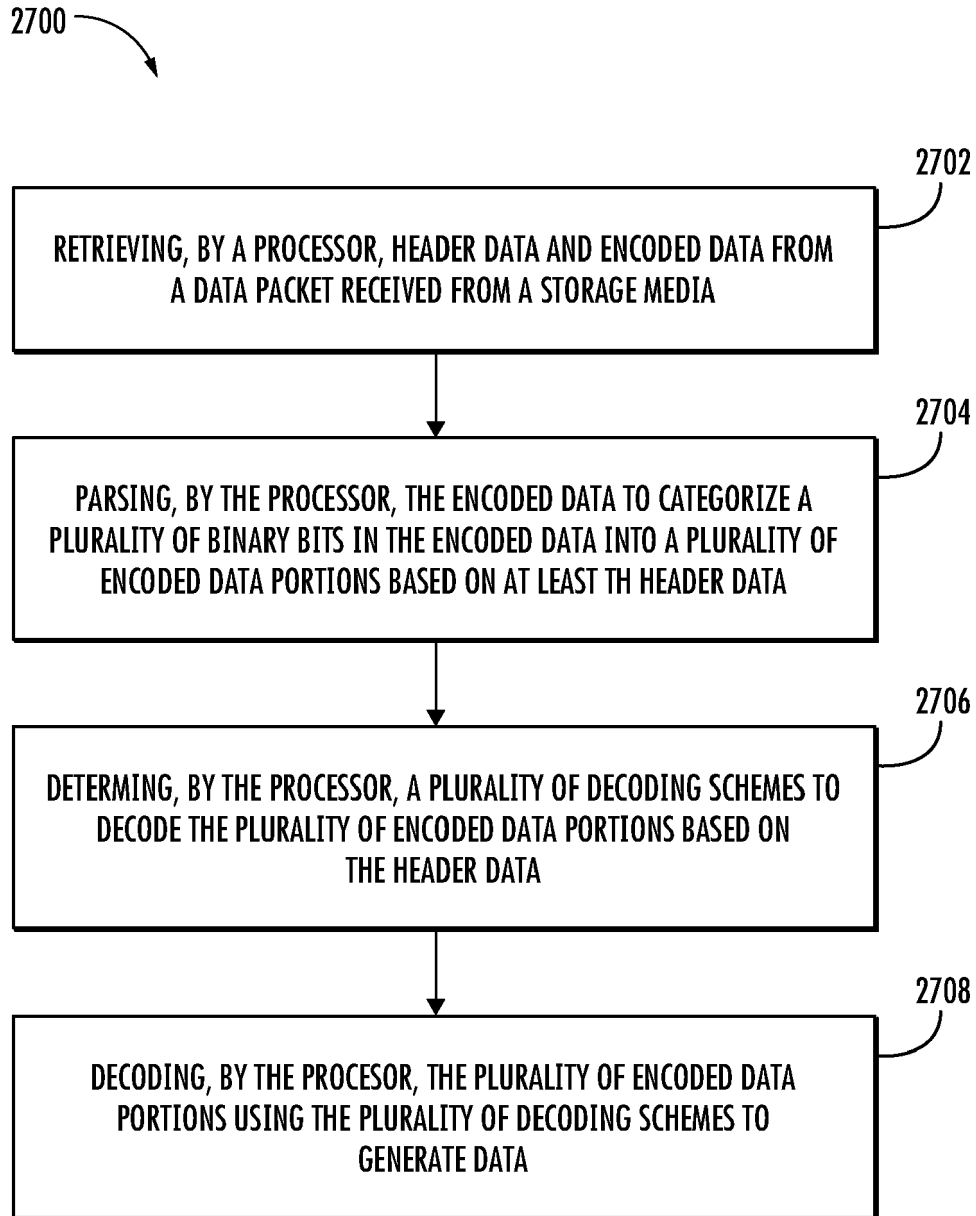 2700
2702
RETRIEVING, BY A PROCESSOR, HEADER DATA AND ENCODED DATA FROM
A DATA PACKET RECEIVED FROM A STORAGE MEDIA
2704
PARSING, BY THE PROCESSOR, THE ENCODED DATA TO CATEGORIZE A
PLURALITY OF BINARY BITS IN THE ENCODED DATA INTO A PLURALITY OF
ENCODED DATA PORTIONS BASED ON AT LEAST TH HEADER DATA
2706
DETERMING, BY THE PROCESSOR, A PLURALITY OF DECODING SCHEMES TO
DECODE THE PLURALITY OF ENCODED DATA PORTIONS BASED ON
THE HEADER DATA
2708
DECODING, BY THE PROCESOR, THE PLURALITY OF ENCODED DATA
PORTIONS USING THE PLURALITY OF DECODING SCHEMES TO
GENERATE DATA